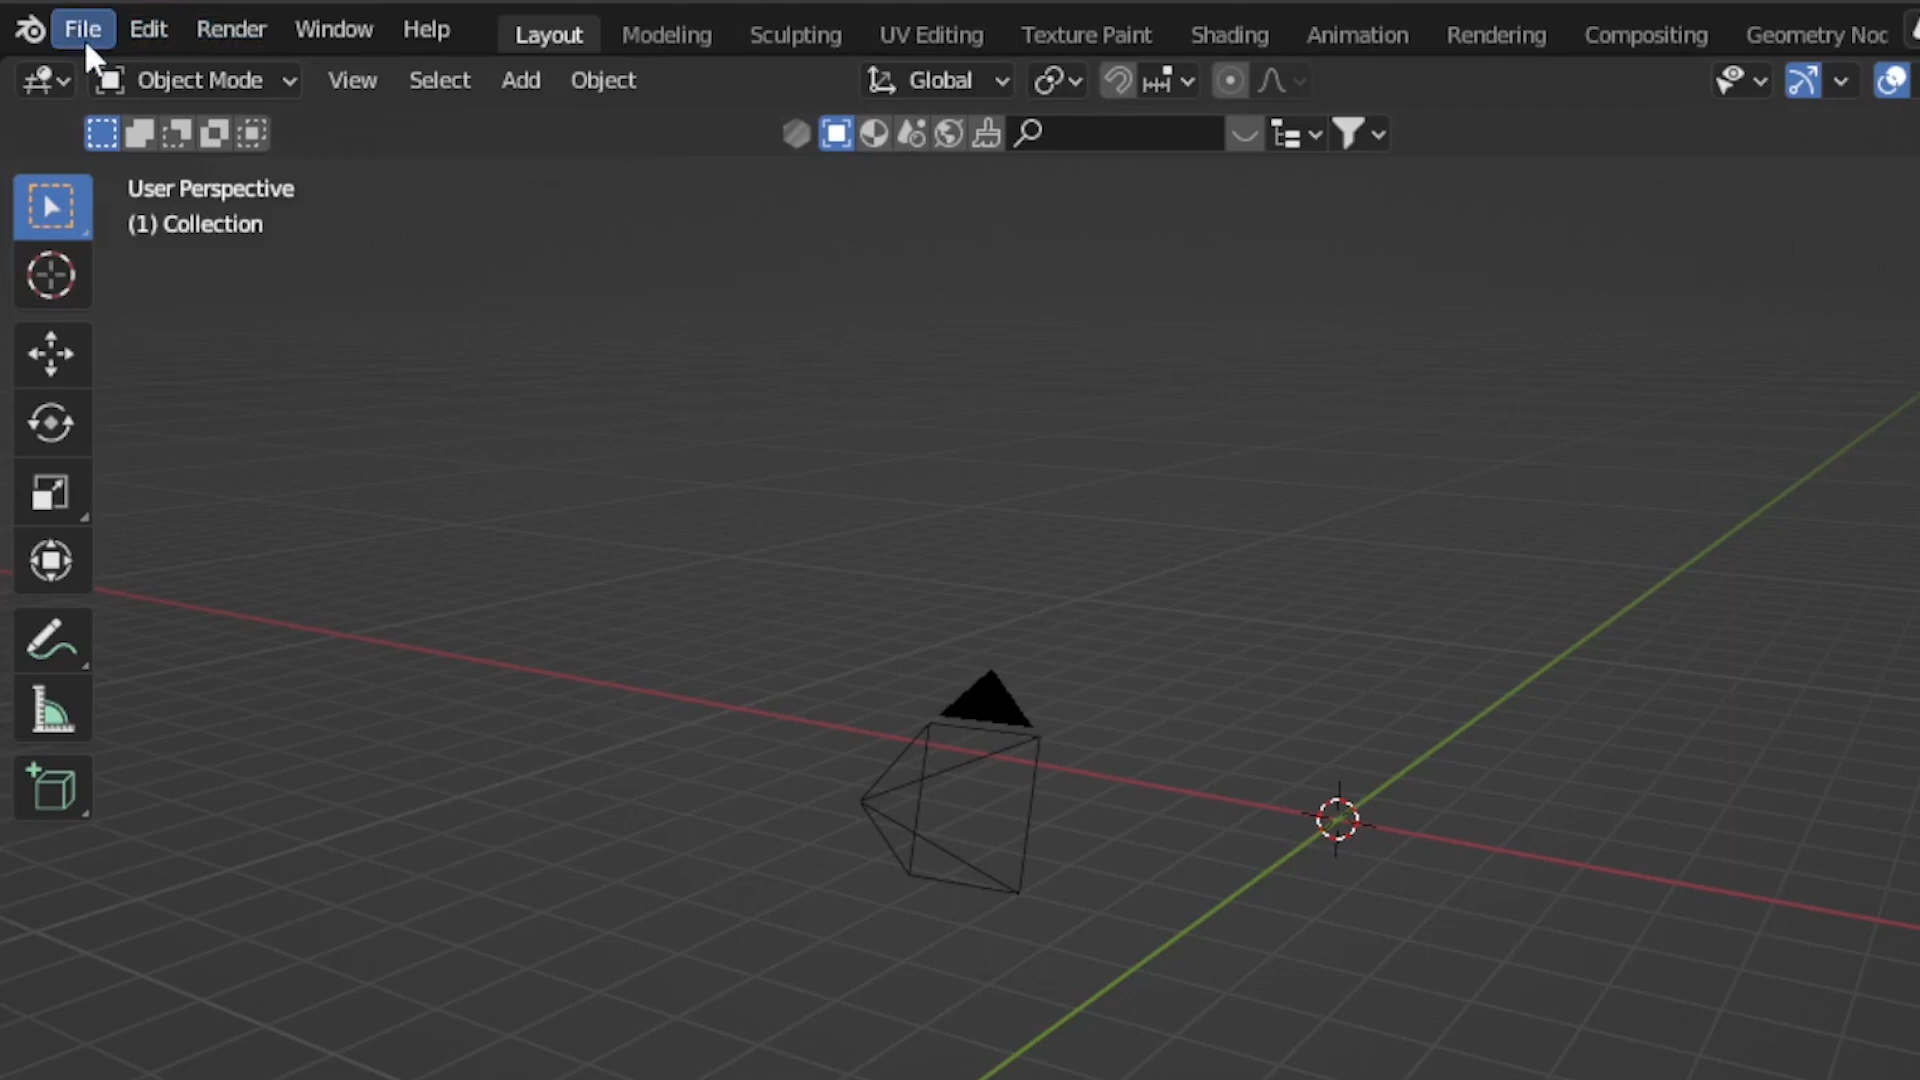 File Edit Render Window Help Layout Modeling Sculpting UV Editing Texture Paint Shading Animation Rendering Compositing Geometry Noc
Object Mode View Select Add Object Global
User Perspective
(1) Collection